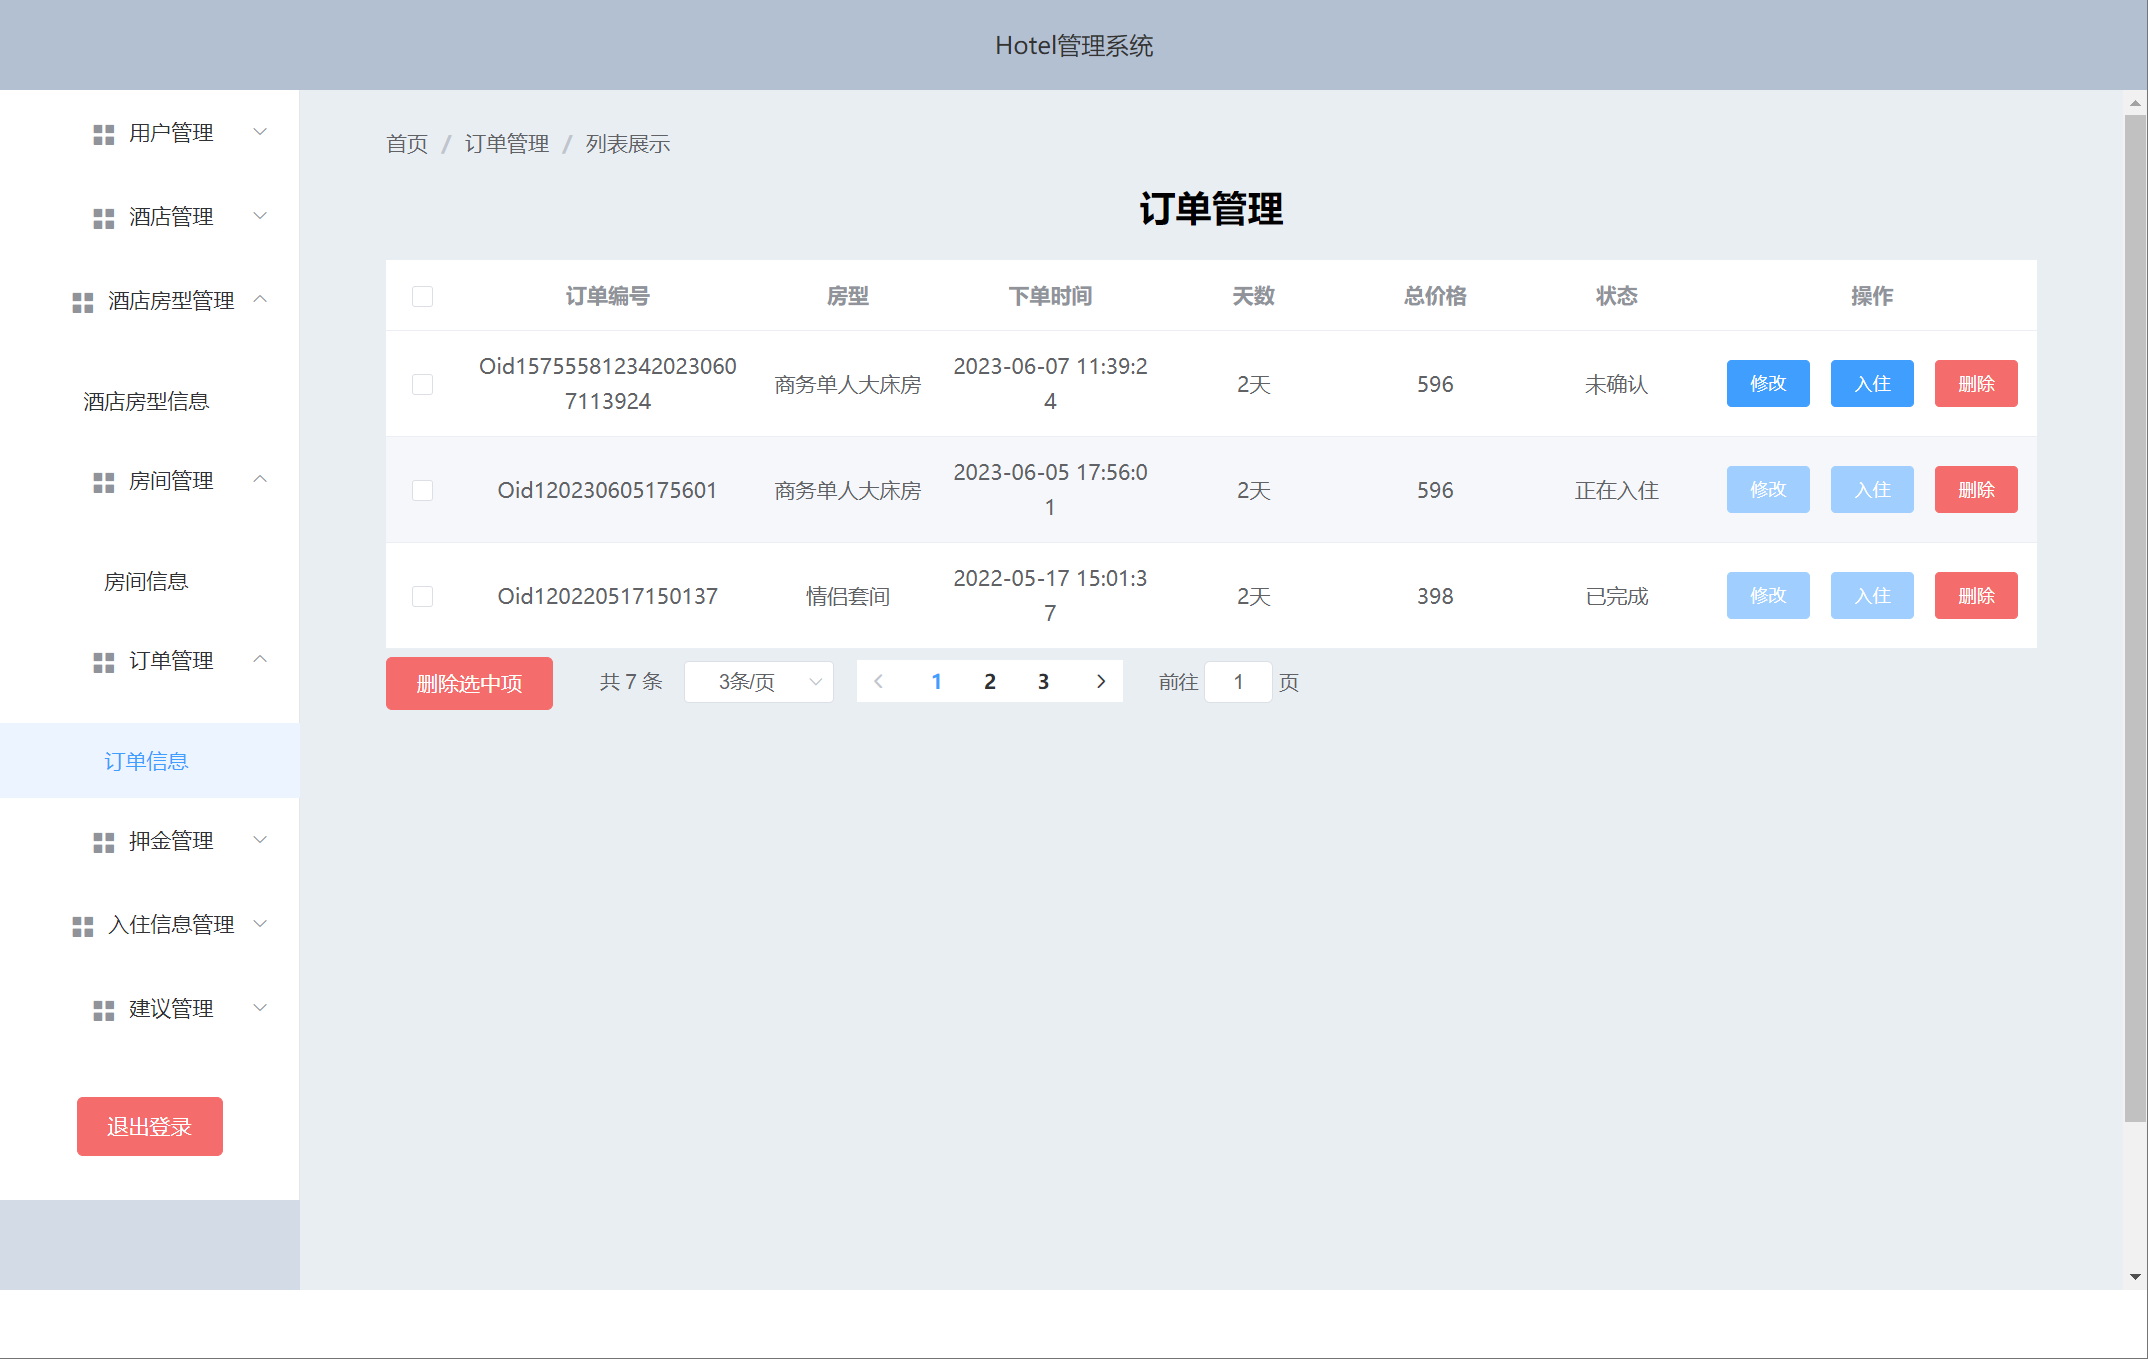 Hotel管理系统
用户管理
酒店管理
酒店房型管理
酒店房型信息
房间管理
房间信息
订单管理
订单信息
押金管理
入住信息管理
建议管理
退出登录
首页 / 订单管理 / 列表展示
订单管理
订单编号 房型 下单时间 天数 总价格 状态 操作
Oid157555812342023060
7113924
商务单人大床房
2023-06-07 11:39:2
4
2天 596 未确认 修改 入住 删除
Oid120230605175601
商务单人大床房
2023-06-05 17:56:0
1
2天 596 正在入住 修改 入住 删除
Oid120220517150137
情侣套间
2022-05-17 15:01:3
7
2天 398 已完成 修改 入住 删除
删除选中项 共 7 条 3条/页 1 2 3 前往 1 页